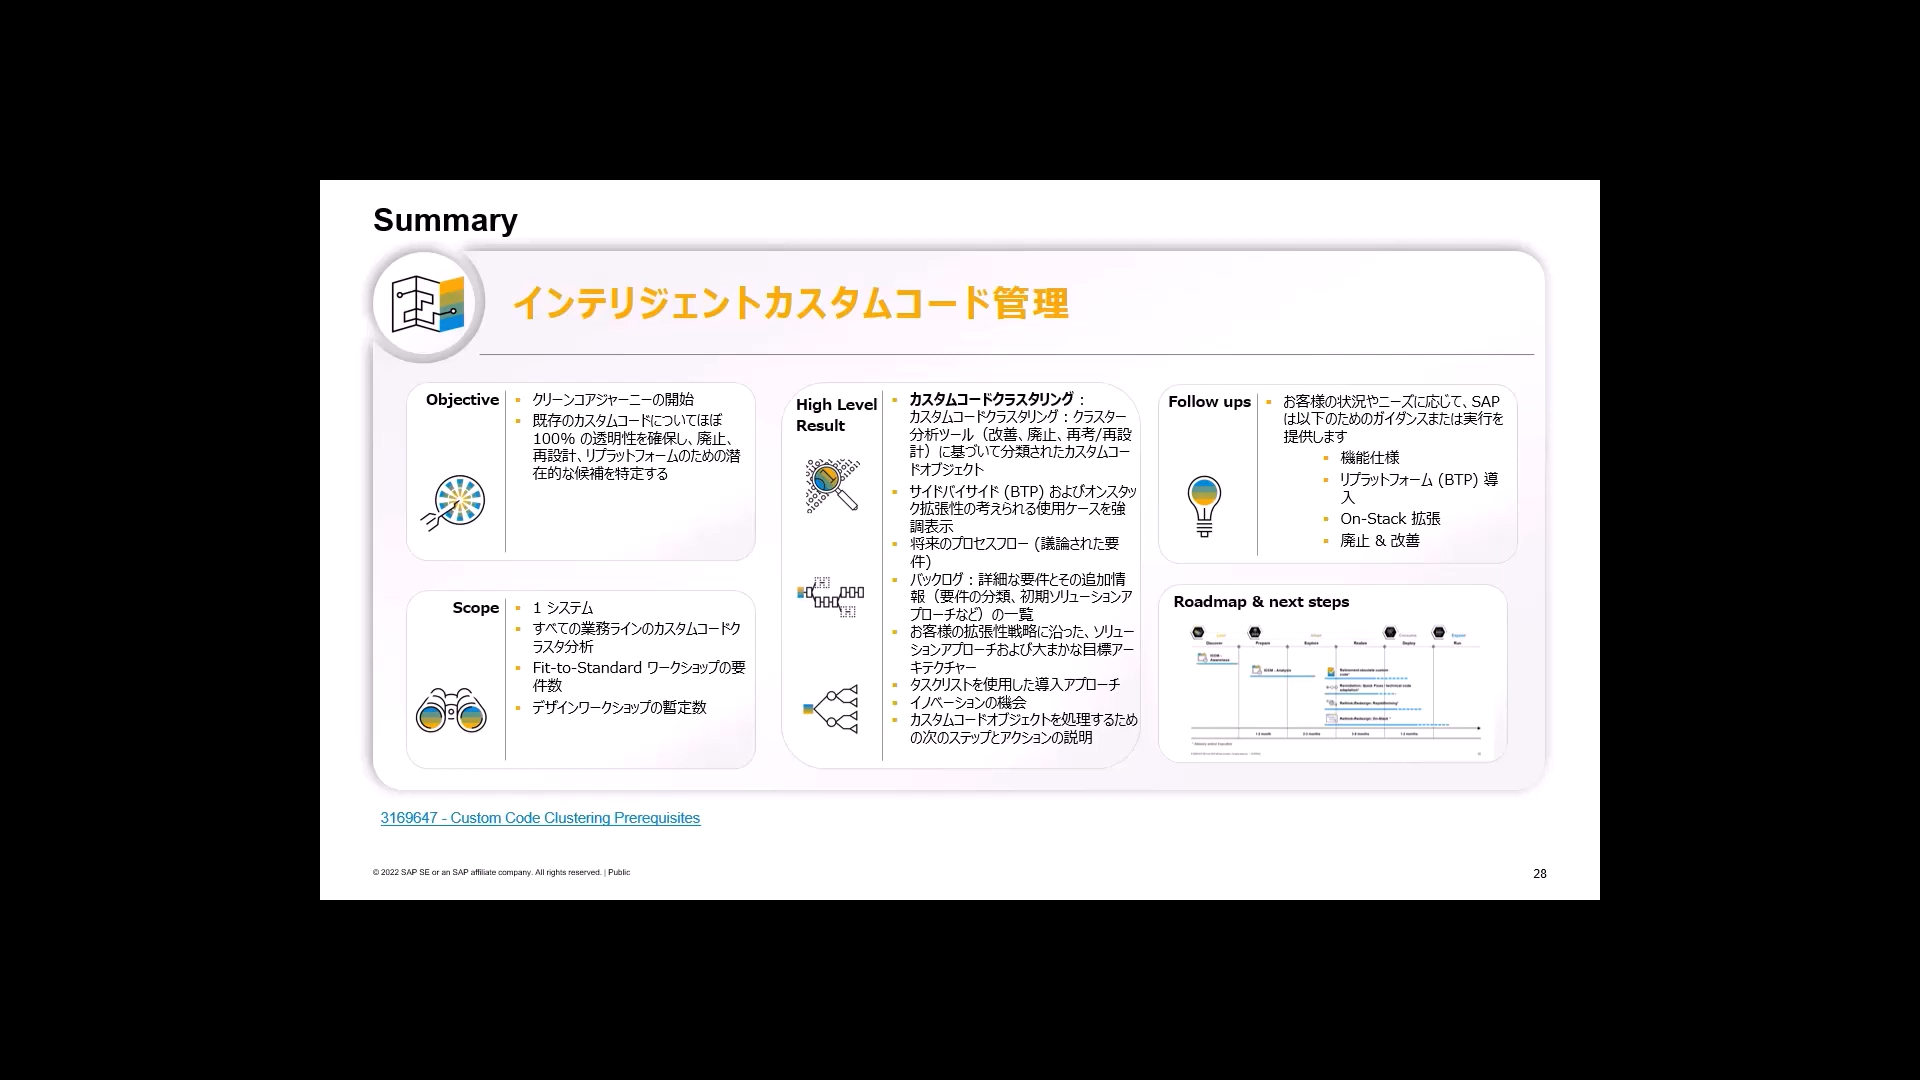 Summary
インテリジェントカスタムコード管理
Objective
▪ クリーンコアジャーニーの開始
▪ 既存のカスタムコードについてほぼ
100% の透明性を確保し、廃止、
再設計、リプラットフォームのための潜
在的な候補を特定する
Scope
▪ 1 システム
▪ すべての業務ラインのカスタムコードク
ラスタ分析
▪ Fit-to-Standard ワークショップの要
件数
▪ デザインワークショップの暫定数
High Level
Result
▪ カスタムコードクラスタリング：
カスタムコードクラスタリング：クラスター
分析ツール（改善、廃止、再考/再設
計）に基づいて分類されたカスタムコー
ドオブジェクト
▪ サイドバイサイド (BTP) およびオンスタッ
ク拡張性の考えられる使用ケースを強
調表示
▪ 将来のプロセスフロー (議論された要
件)
▪ バックログ：詳細な要件とその追加情
報（要件の分類、初期ソリューションア
プローチなど）の一覧
▪ お客様の拡張性戦略に沿った、ソリュー
ションアプローチおよび大まかな目標アー
キテクチャー
▪ タスクリストを使用した導入アプローチ
▪ イノベーションの機会
▪ カスタムコードオブジェクトを処理するため
の次のステップとアクションの説明
Follow ups
▪ お客様の状況やニーズに応じて、SAP
は以下のためのガイダンスまたは実行を
提供します
▪ 機能仕様
▪ リプラットフォーム (BTP) 導
入
▪ On-Stack 拡張
▪ 廃止 & 改善
Roadmap & next steps
Discover Prepare Explore Realize Deploy Run
3169647 - Custom Code Clustering Prerequisites
© 2022 SAP SE or an SAP affiliate company. All rights reserved. | Public
28